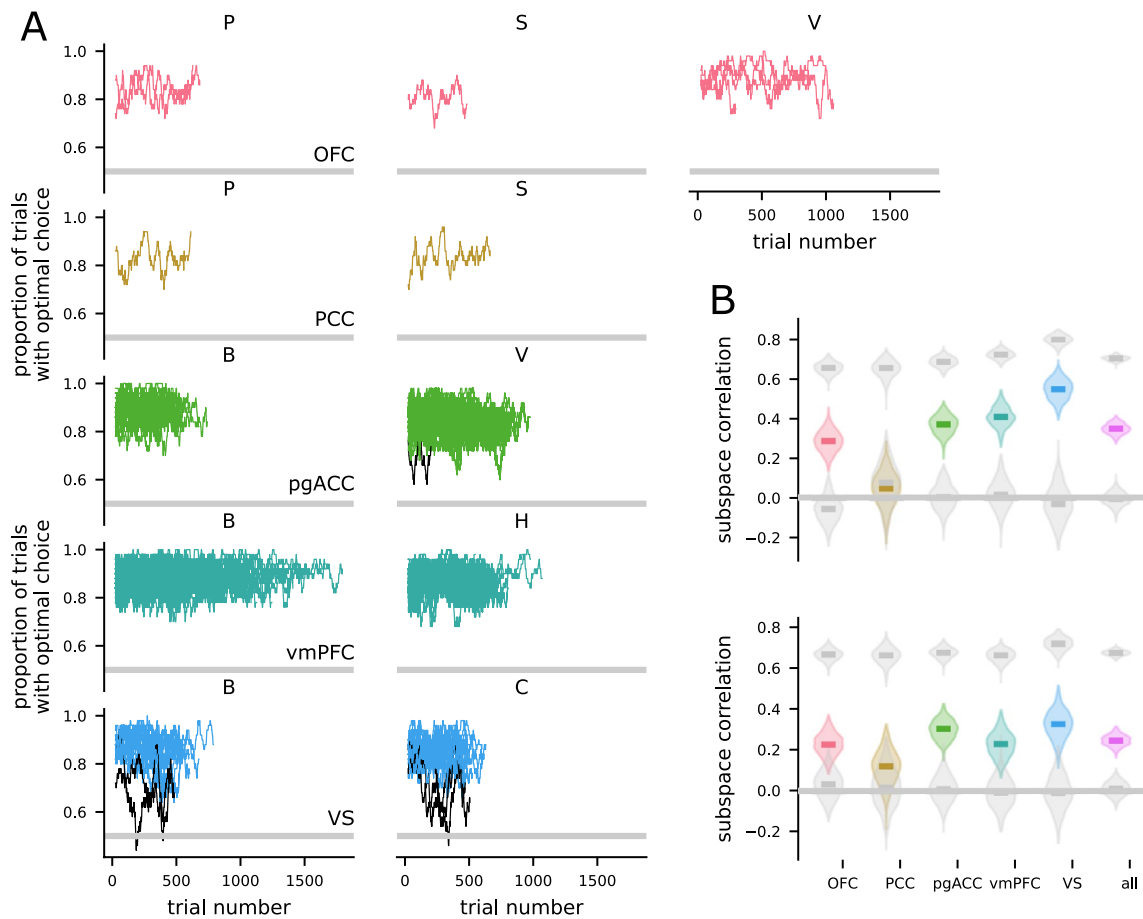 A
P
S
V
1.0
0.8
0.6
OFC
0 500 1000 1500
trial number
P
S
1.0
0.8
0.6
PCC
proportion of trials
with optimal choice
B
V
1.0
0.8
0.6
pgACC
B
H
1.0
0.8
0.6
vmPFC
proportion of trials
with optimal choice
B
C
1.0
0.8
0.6
VS
0 500 1000 1500
trial number
0 500 1000 1500
trial number
B
0.8
0.6
0.4
0.2
0.0
−0.2
subspace correlation
0.8
0.6
0.4
0.2
0.0
−0.2
subspace correlation
OFC PCC pgACC vmPFC VS all